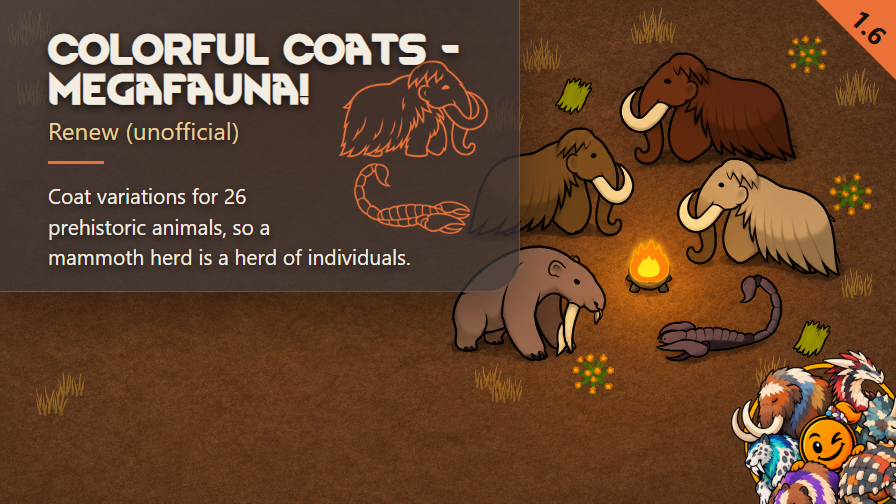 COLORFUL COATS -
MEGAFAUNA!
Renew (unofficial)
Coat variations for 26
prehistoric animals, so a
mammoth herd is a herd of individuals.
1.6